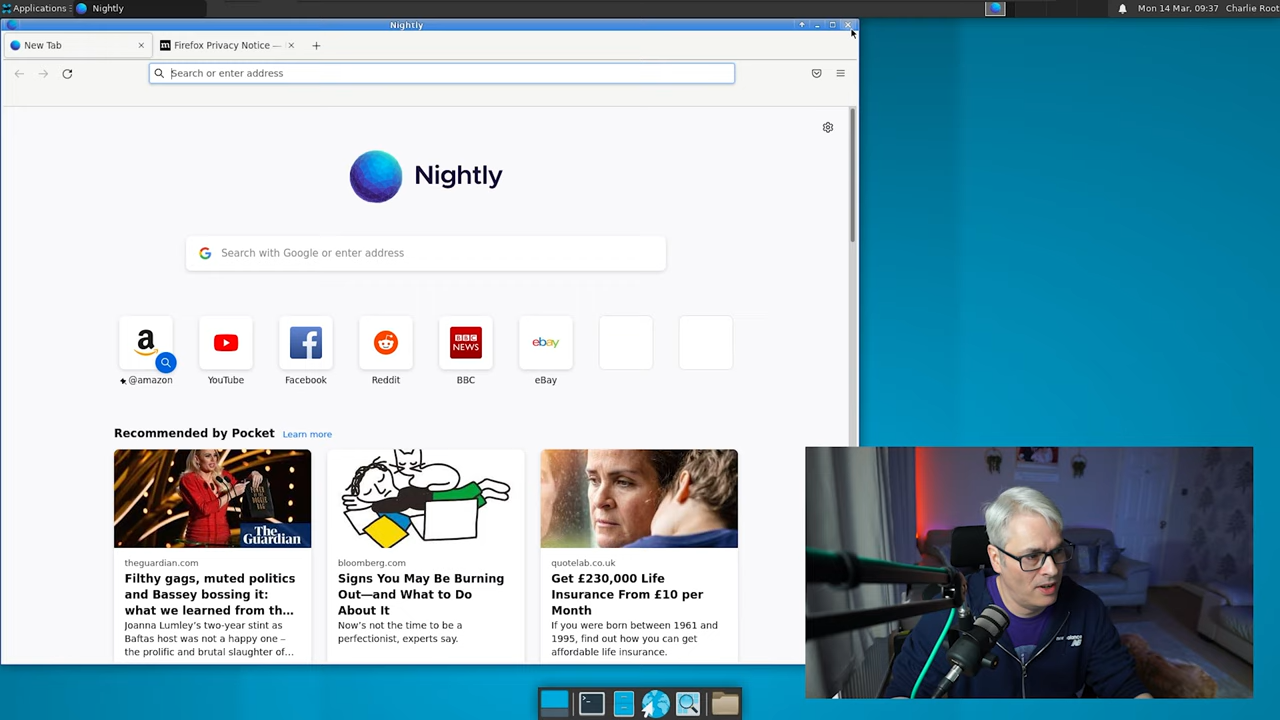 Applications
Nightly
Mon 14 Mar, 09:37
Charlie Root
Nightly
New Tab
Firefox Privacy Notice —
Search or enter address
Nightly
Search with Google or enter address
@amazon
YouTube
Facebook
Reddit
BBC
eBay
BBC
NEWS
ebay
Recommended by Pocket
Learn more
The
Guardian
theguardian.com
Filthy gags, muted politics
and Bassey bossing it:
what we learned from th...
Joanna Lumley's two-year stint as
Baftas host was not a happy one –
the prolific and brutal slaughter of...
bloomberg.com
Signs You May Be Burning
Out—and What to Do
About It
Now's not the time to be a
perfectionist, experts say.
quotelab.co.uk
Get £230,000 Life
Insurance From £10 per
Month
If you were born between 1961 and
1995, find out how you can get
affordable life insurance.